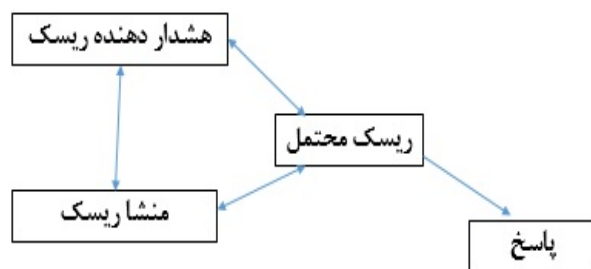 هشدار دهنده ریسک
ریسک محتمل
منشا ریسک
پاسخ